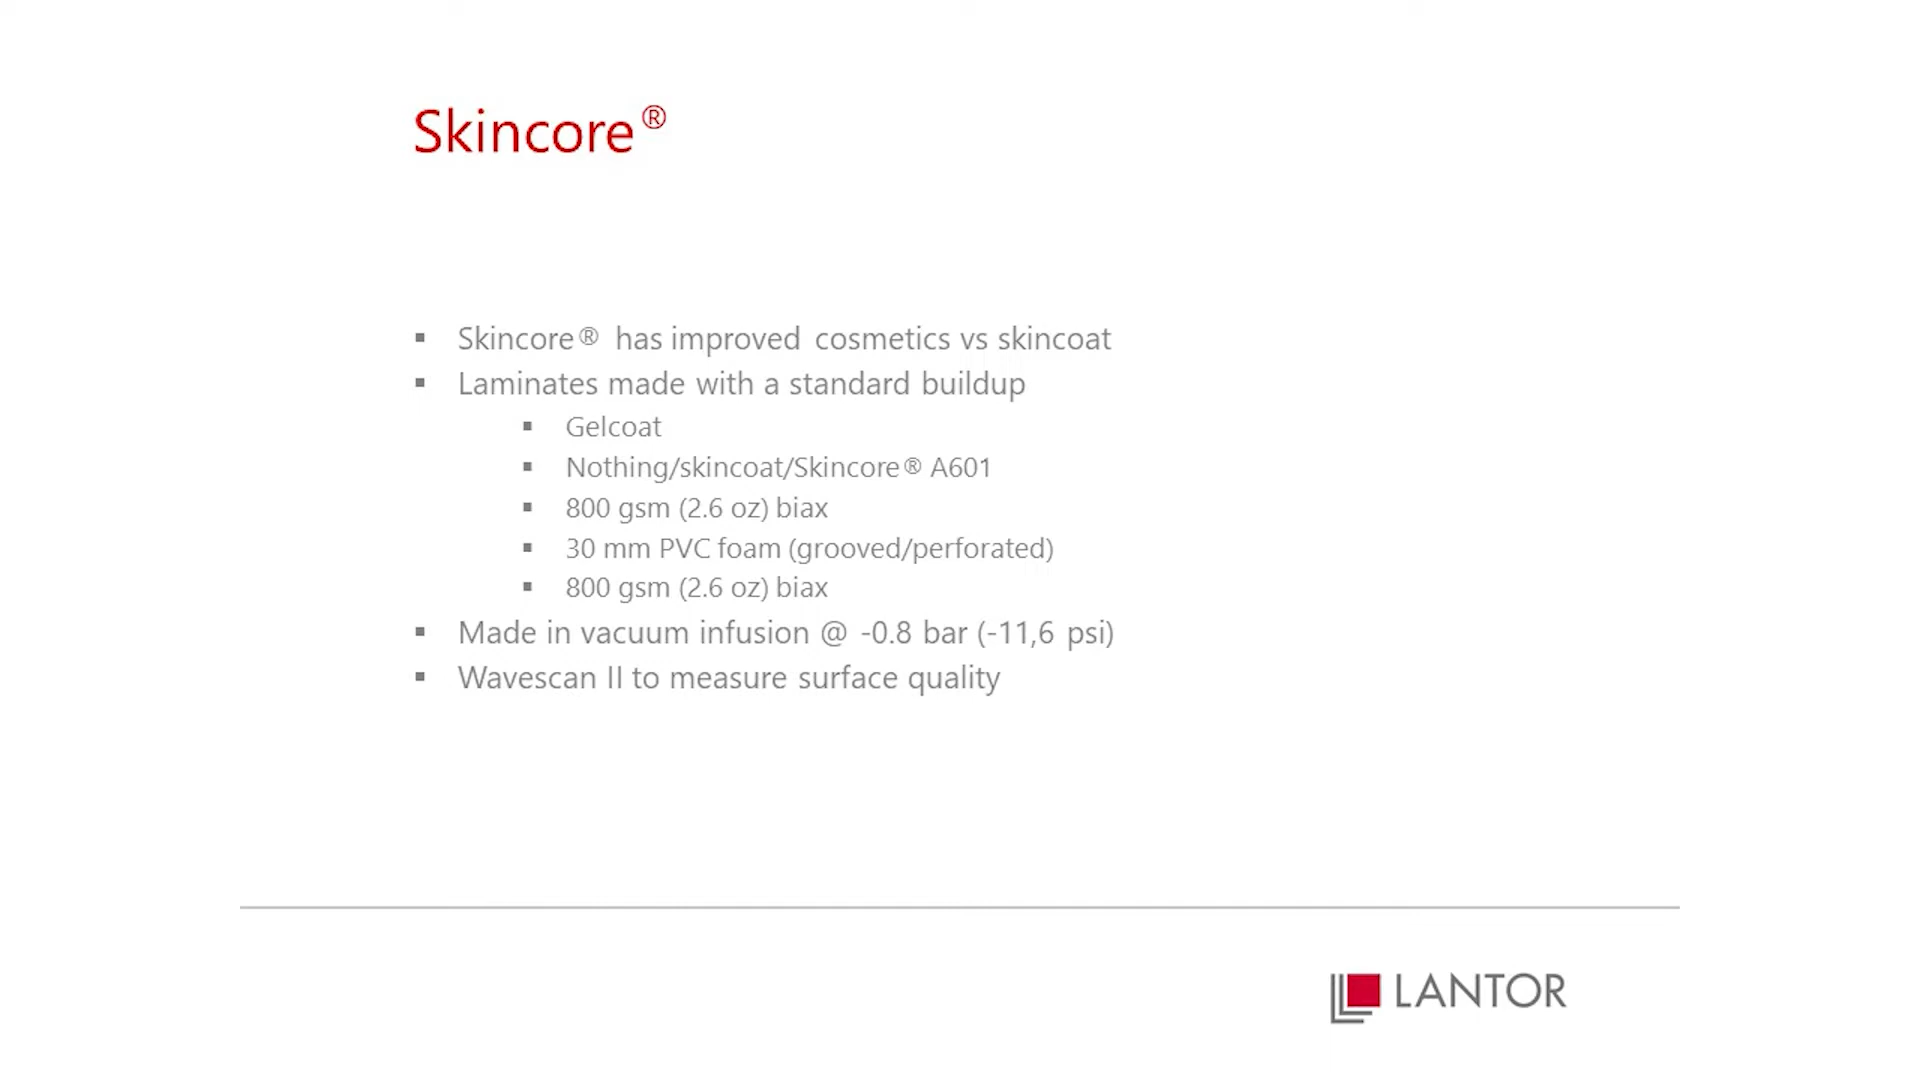 Skincore®
▪ Skincore® has improved cosmetics vs skincoat
▪ Laminates made with a standard buildup
▪ Gelcoat
▪ Nothing/skincoat/Skincore® A601
▪ 800 gsm (2.6 oz) biax
▪ 30 mm PVC foam (grooved/perforated)
▪ 800 gsm (2.6 oz) biax
▪ Made in vacuum infusion @ -0.8 bar (-11,6 psi)
▪ Wavescan II to measure surface quality
LANTOR